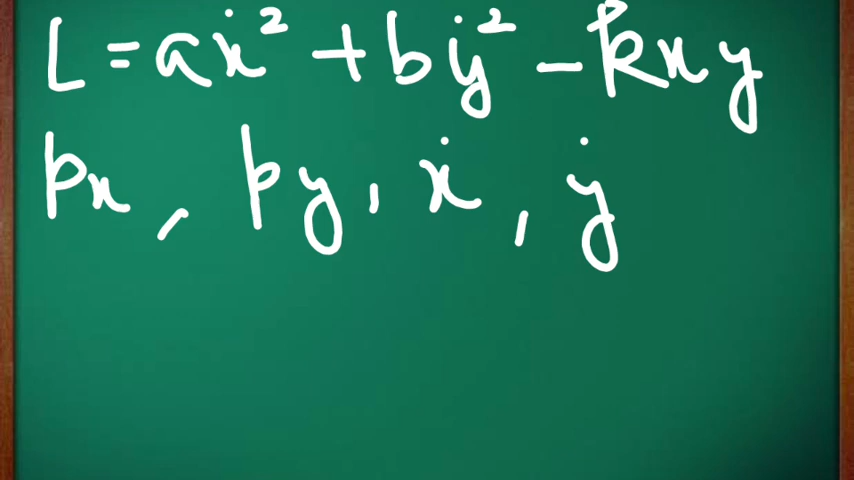 L = aẋ² + bẏ² - kxy
px, py, ẋ, ẏ